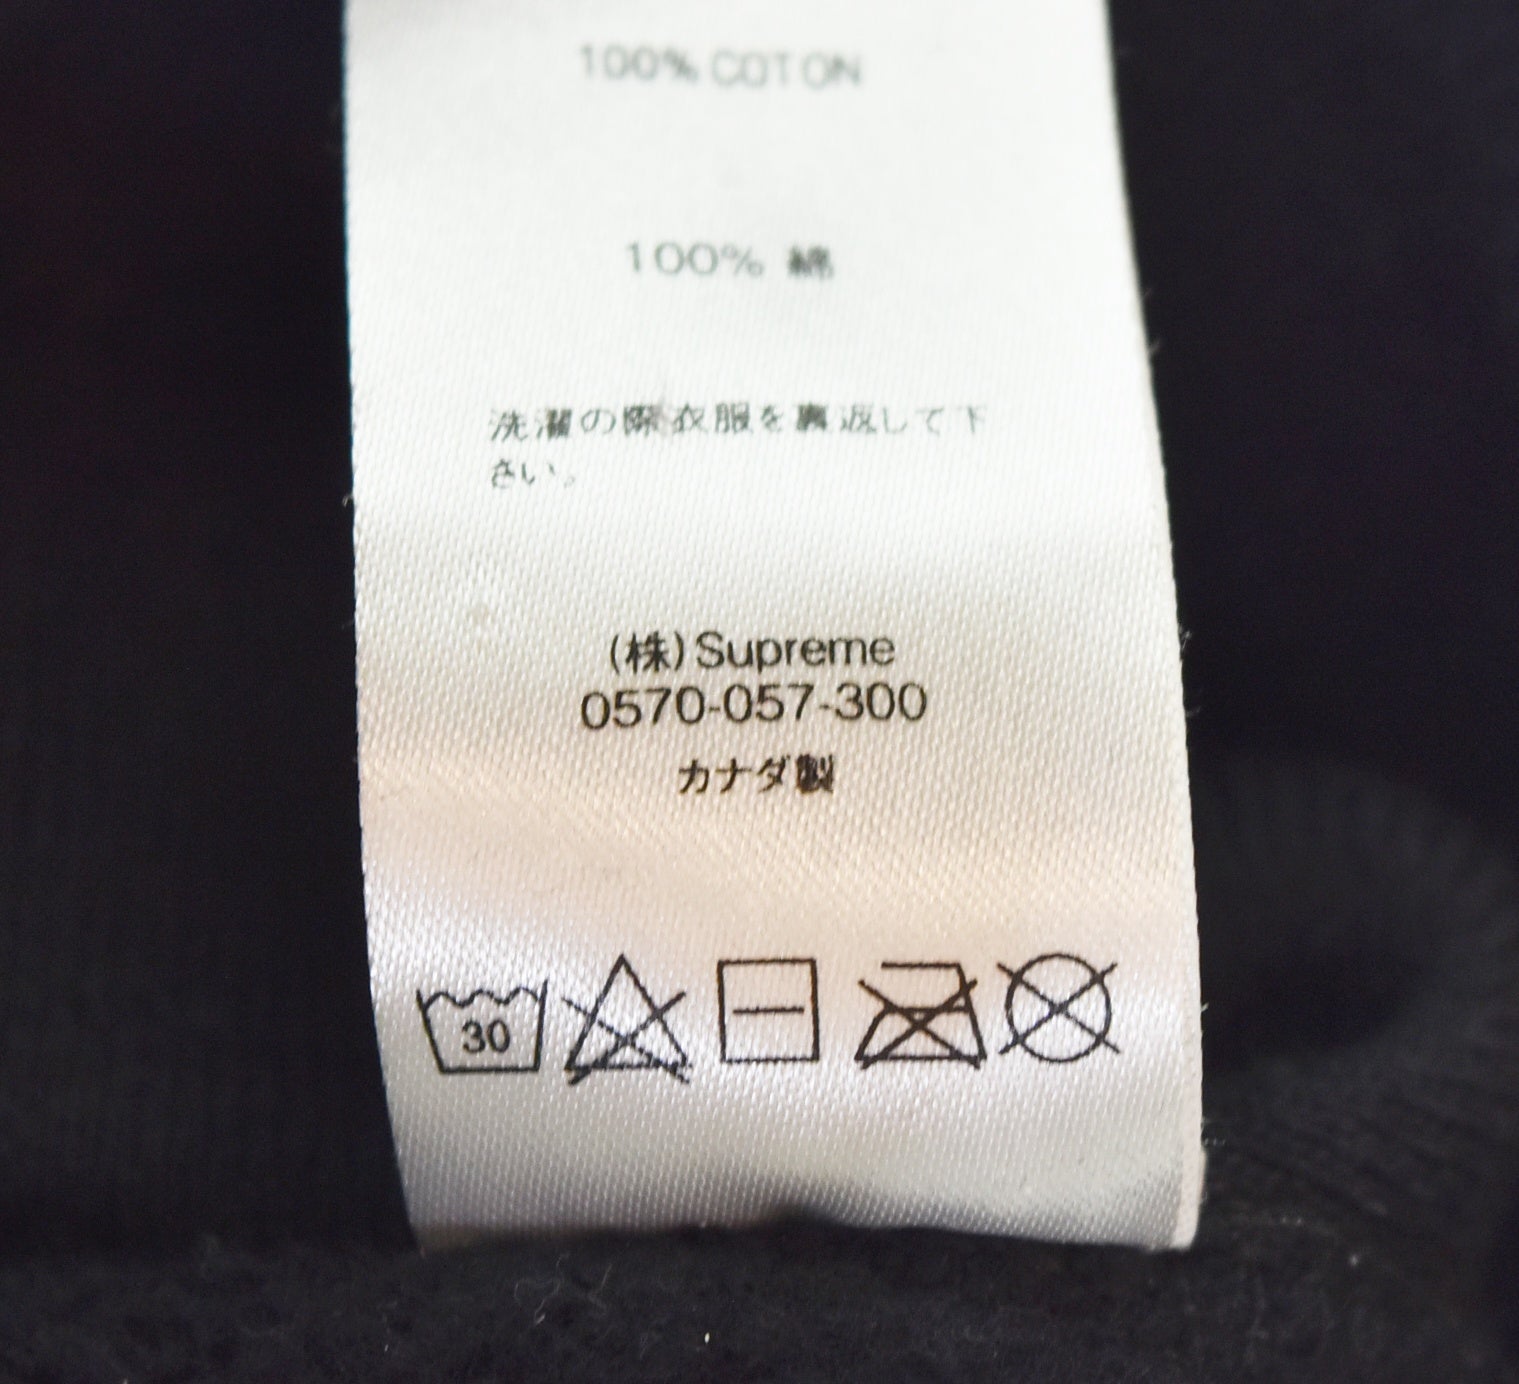 100% COTON
100% 綿
洗濯の際衣服を裏返して下
さい。
(株) Supreme
0570-057-300
カナダ製
30